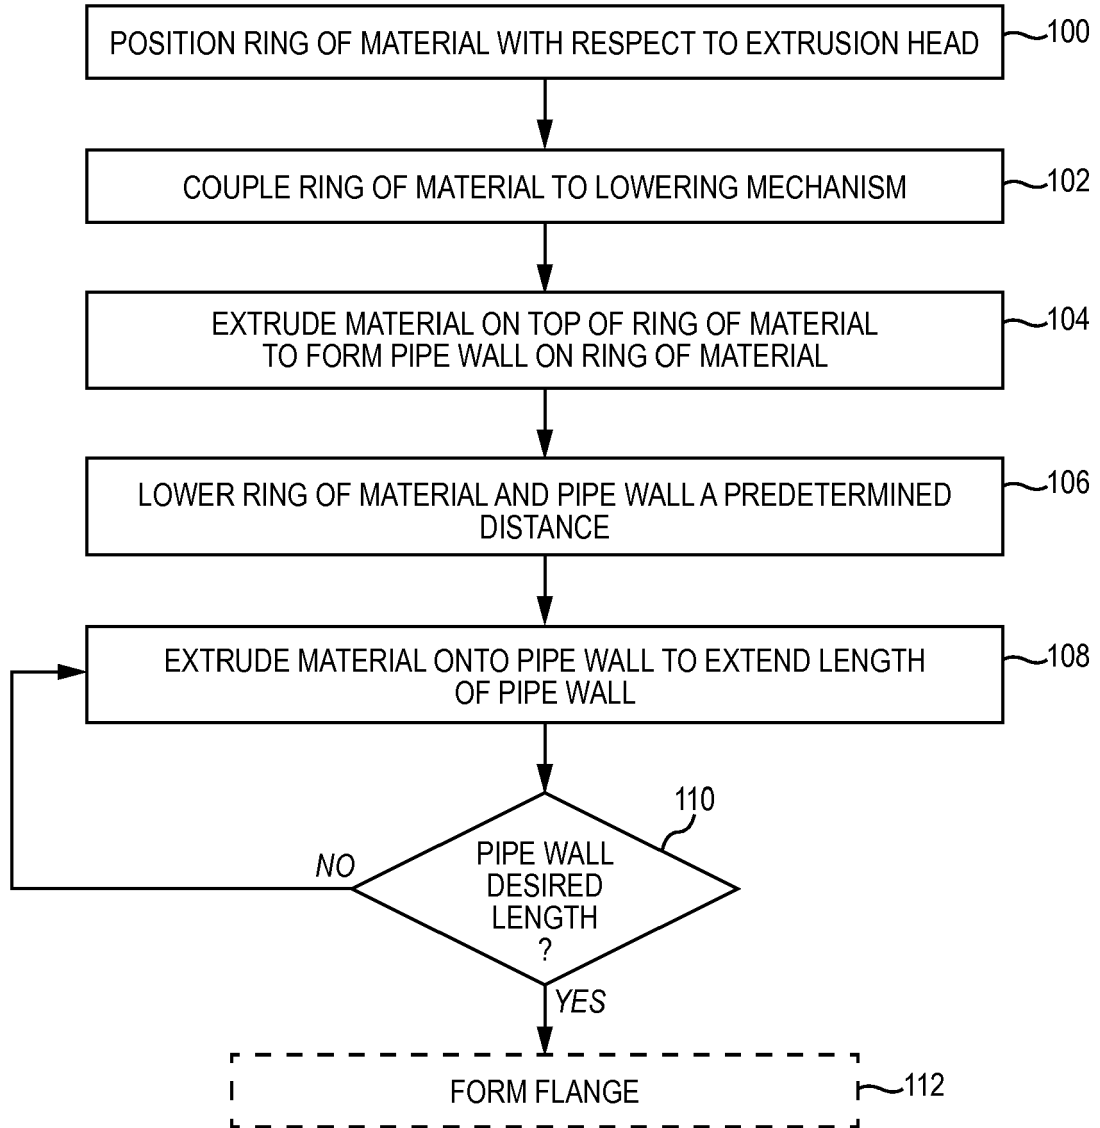 POSITION RING OF MATERIAL WITH RESPECT TO EXTRUSION HEAD
100
COUPLE RING OF MATERIAL TO LOWERING MECHANISM
102
EXTRUDE MATERIAL ON TOP OF RING OF MATERIAL
TO FORM PIPE WALL ON RING OF MATERIAL
104
LOWER RING OF MATERIAL AND PIPE WALL A PREDETERMINED
DISTANCE
106
EXTRUDE MATERIAL ONTO PIPE WALL TO EXTEND LENGTH
OF PIPE WALL
108
110
NO
PIPE WALL
DESIRED
LENGTH
?
YES
FORM FLANGE
112